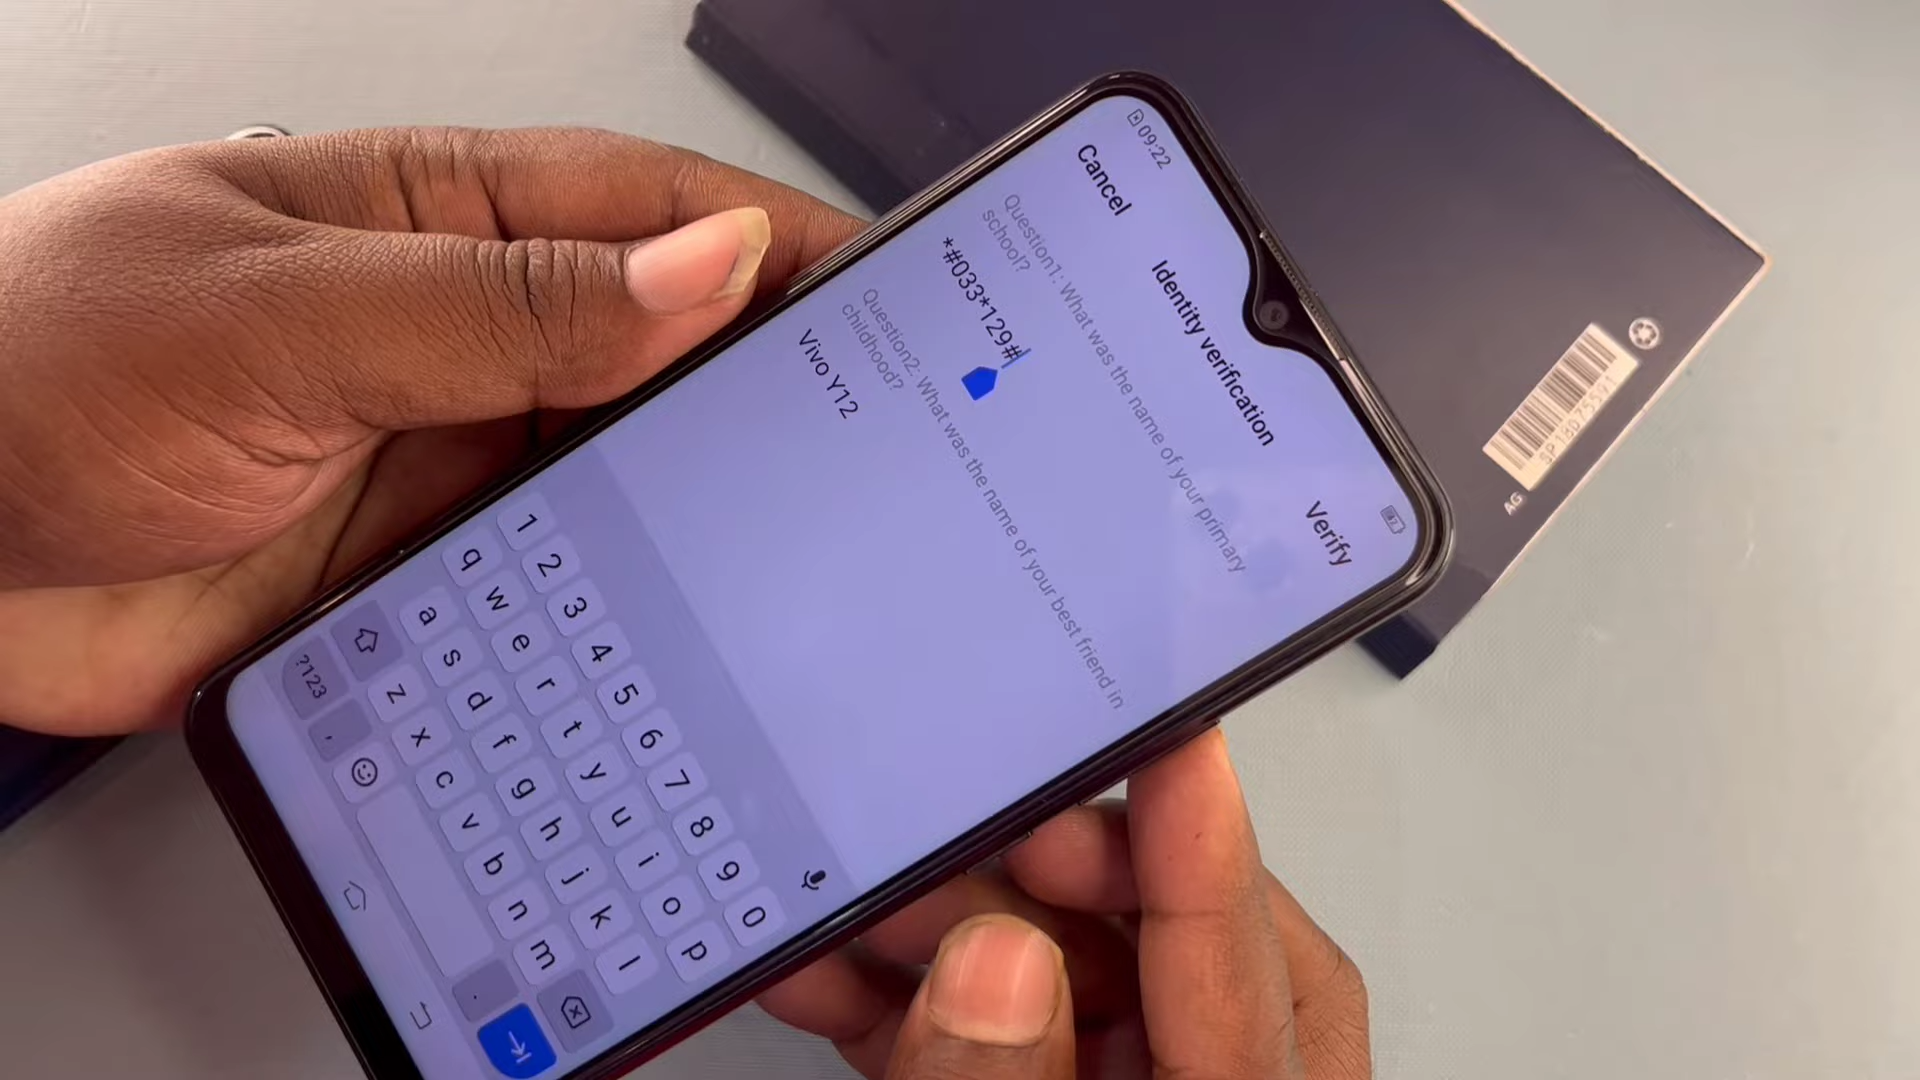 09:22
Cancel
Identity verification
Verify
Question1: What was the name of your primary
school?
*#033*129#
Question2: What was the name of your best friend in
childhood?
Vivo Y12
1 2 3 4 5 6 7 8 9 0
q w e r t y u i o p
a s d f g h j k l
z x c v b n m
?123 , .
SP18075591
AG